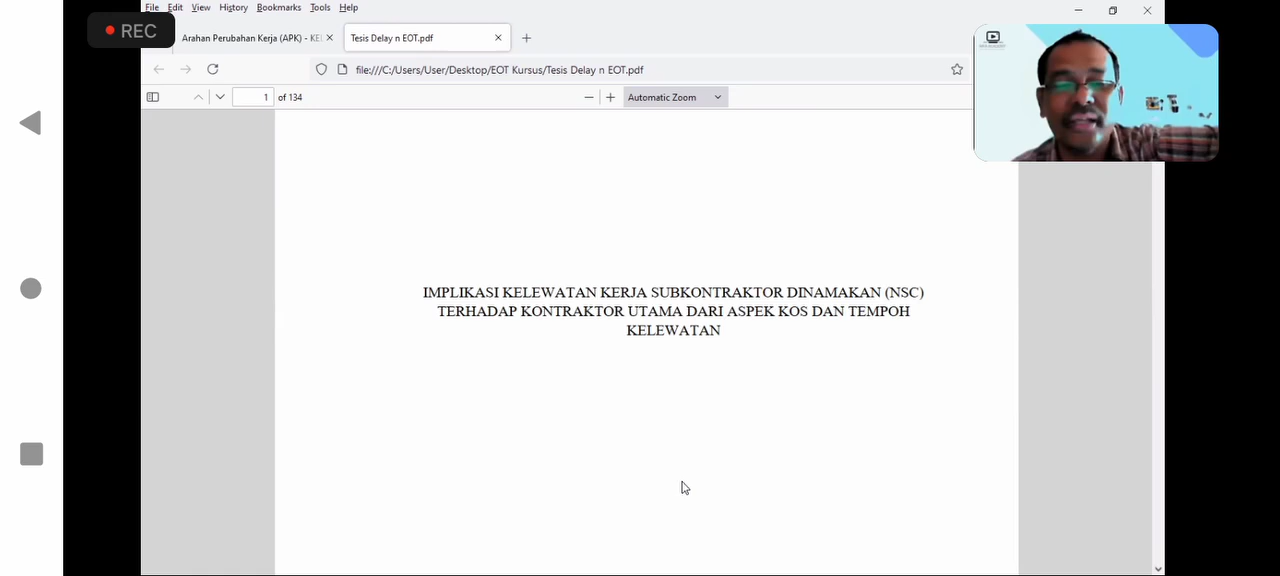 File Edit View History Bookmarks Tools Help
REC
Arahan Perubahan Kerja (APK) - KE
Tesis Delay n EOT.pdf
file:///C:/Users/User/Desktop/EOT Kursus/Tesis Delay n EOT.pdf
1 of 134
Automatic Zoom
IMPLIKASI KELEWATAN KERJA SUBKONTRAKTOR DINAMAKAN (NSC)
TERHADAP KONTRAKTOR UTAMA DARI ASPEK KOS DAN TEMPOH
KELEWATAN